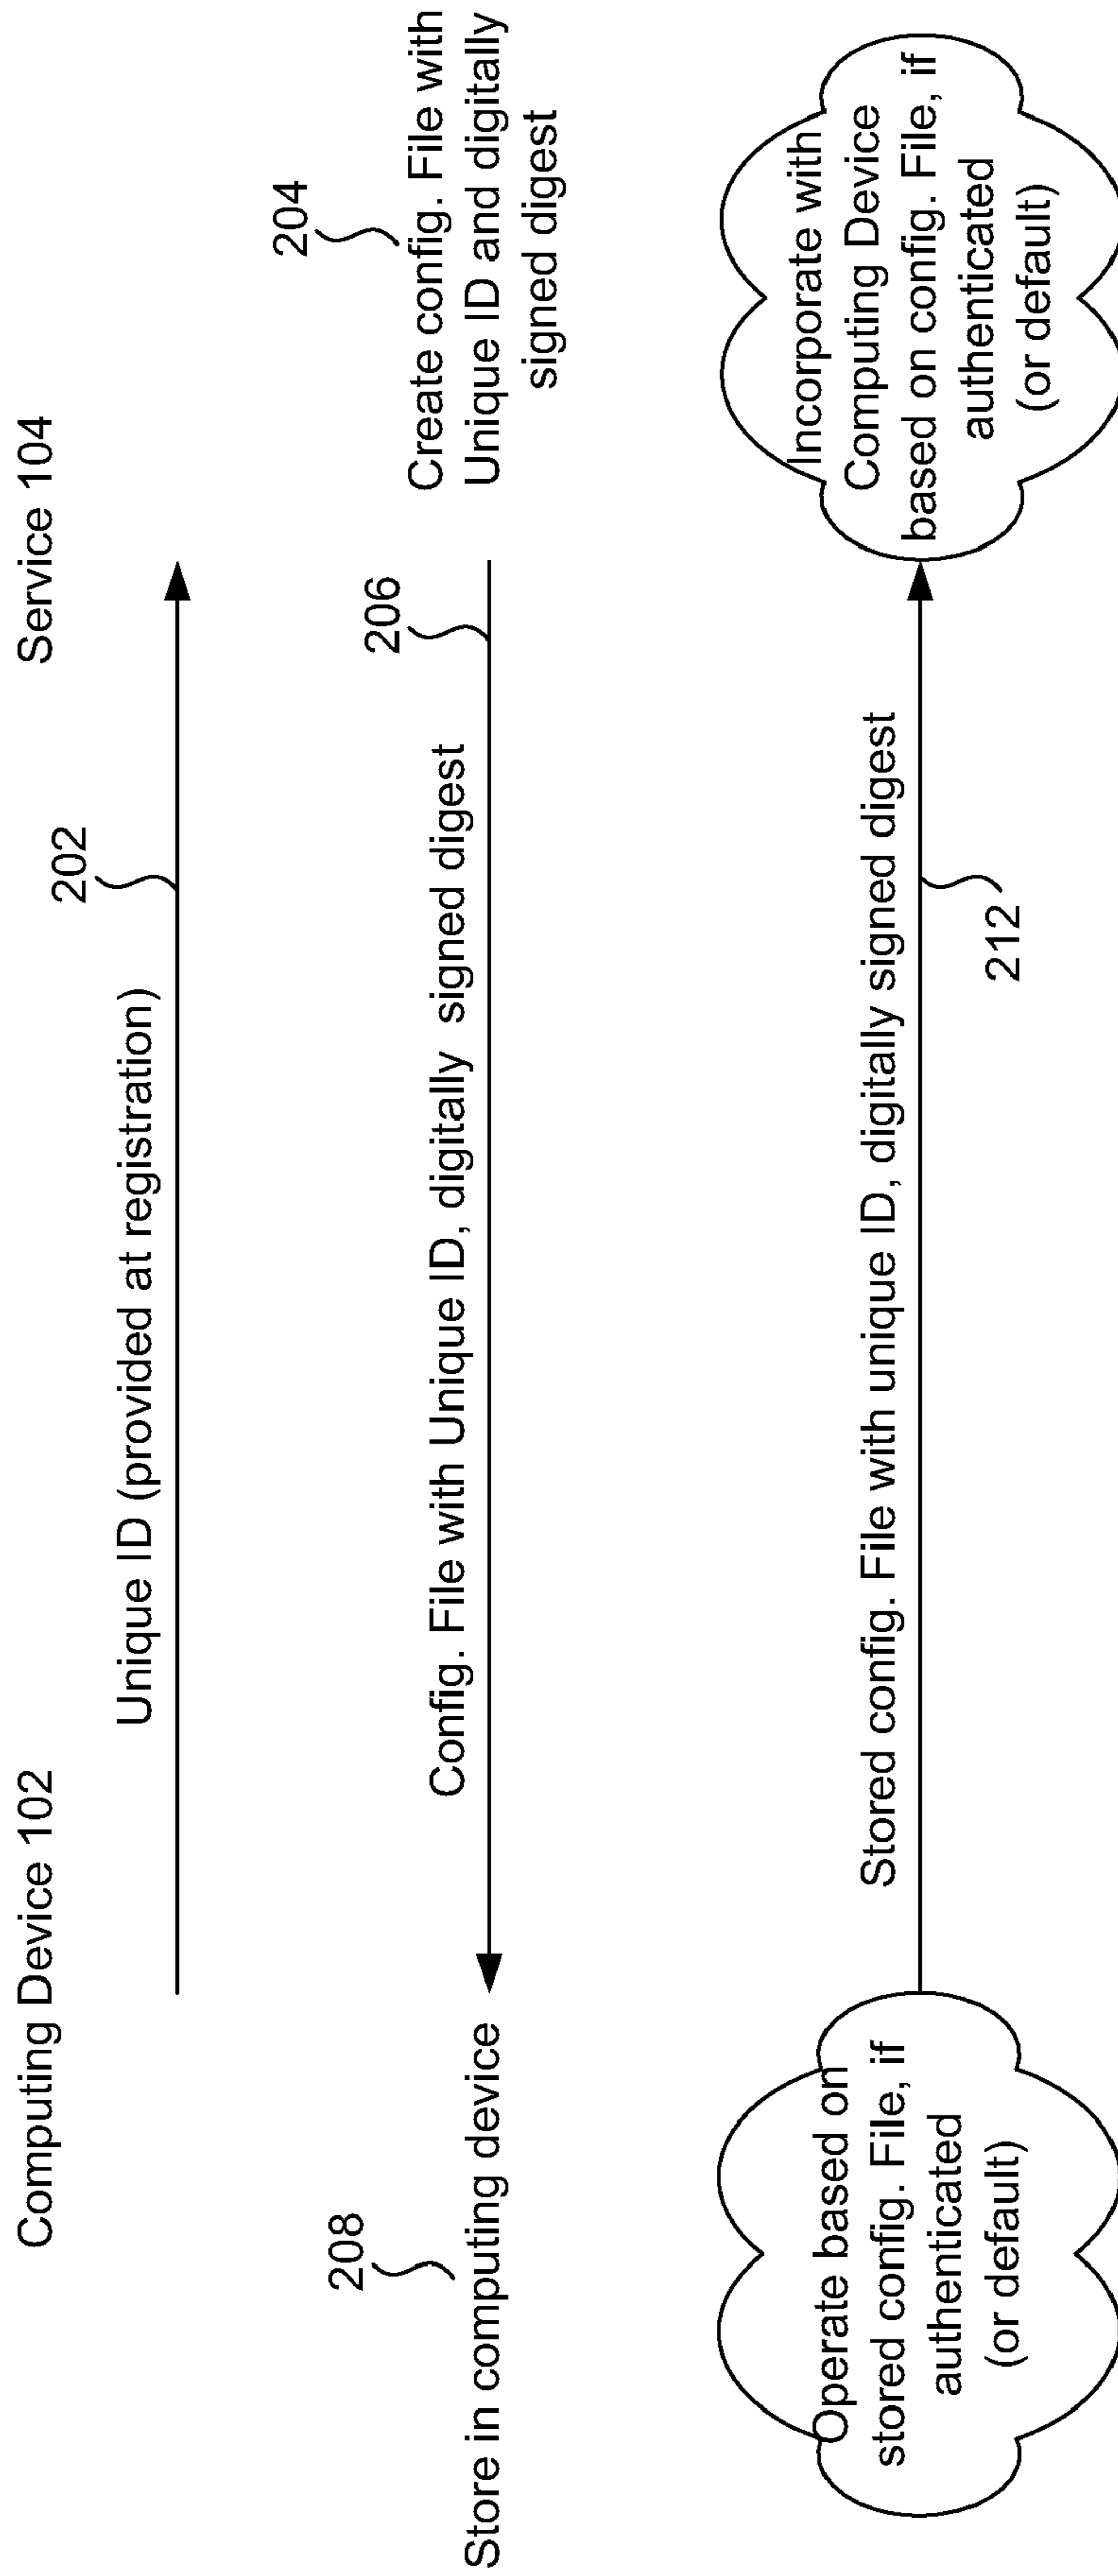 Computing Device 102
Service 104
202
Unique ID (provided at registration)
204
Create config. File with
Unique ID and digitally
signed digest
206
Config. File with Unique ID, digitally signed digest
208
Store in computing device
Operate based on
stored config. File, if
authenticated
(or default)
Stored config. File with unique ID, digitally signed digest
212
Incorporate with
Computing Device
based on config. File, if
authenticated
(or default)